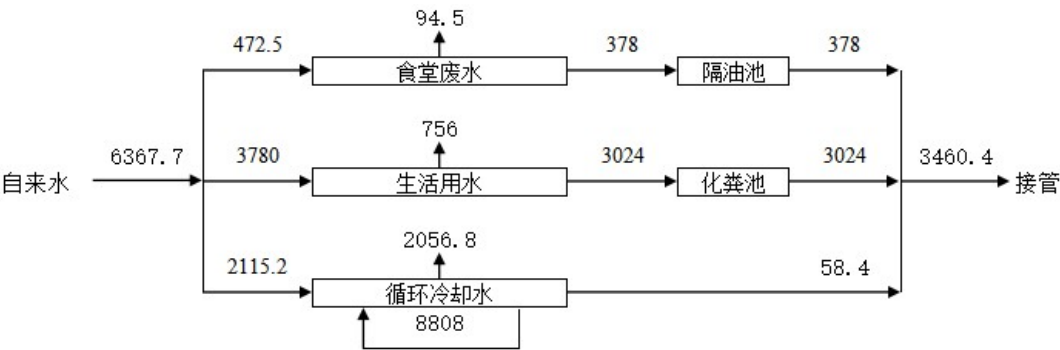 94.5
472.5
378
378
食堂废水
隔油池
756
6367.7
3780
3024
3024
3460.4
自来水
生活用水
化粪池
接管
2056.8
2115.2
58.4
循环冷却水
8808